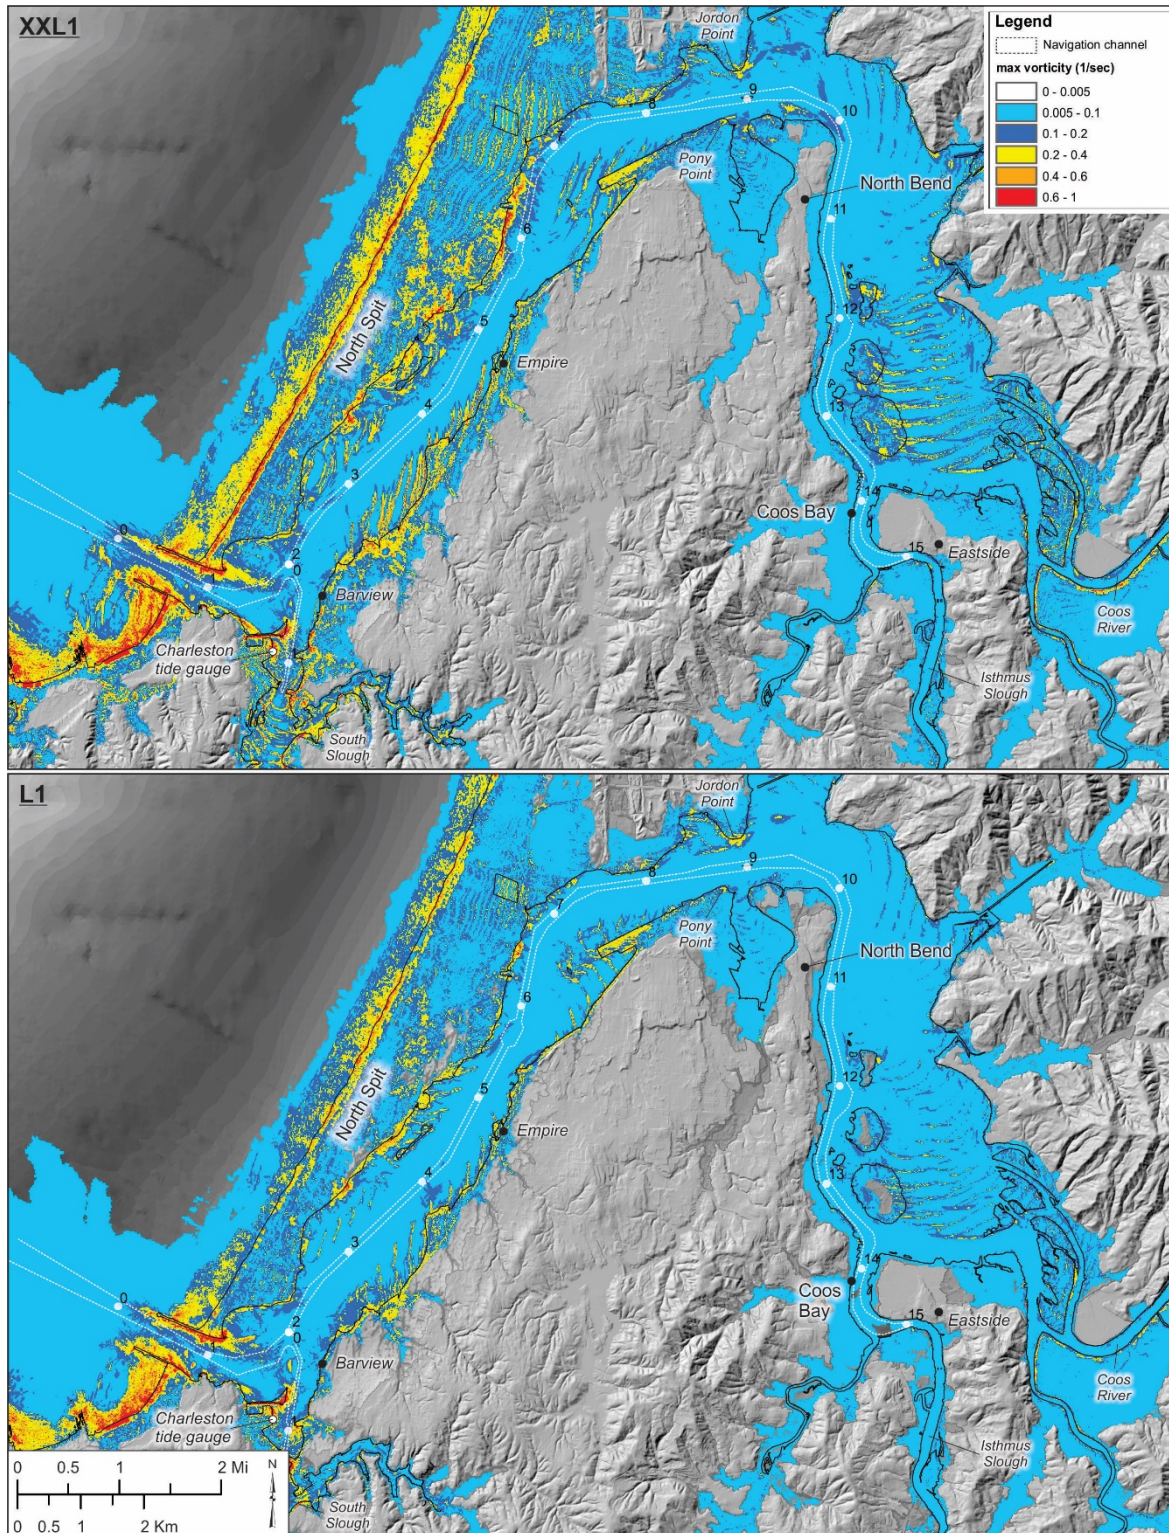 XXL1
Jordon
Point
Legend
Navigation channel
max vorticity (1/sec)
0 - 0.005
0.005 - 0.1
0.1 - 0.2
0.2 - 0.4
0.4 - 0.6
0.6 - 1
8
9
10
7
Pony
Point
North Bend
6
11
North Spit
5
12
Empire
4
13
3
Coos Bay
14
0
2
0
15
Eastside
1
Barview
Coos
River
Charleston
tide gauge
1
Isthmus
Slough
South
Slough
L1
Jordon
Point
8
9
10
7
Pony
Point
North Bend
6
11
North Spit
5
12
Empire
4
13
3
14
Coos
Bay
0
2
0
15
Eastside
1
Barview
Coos
River
Charleston
tide gauge
1
Isthmus
Slough
South
Slough
0 0.5 1 2 Mi
N
0 0.5 1 2 Km